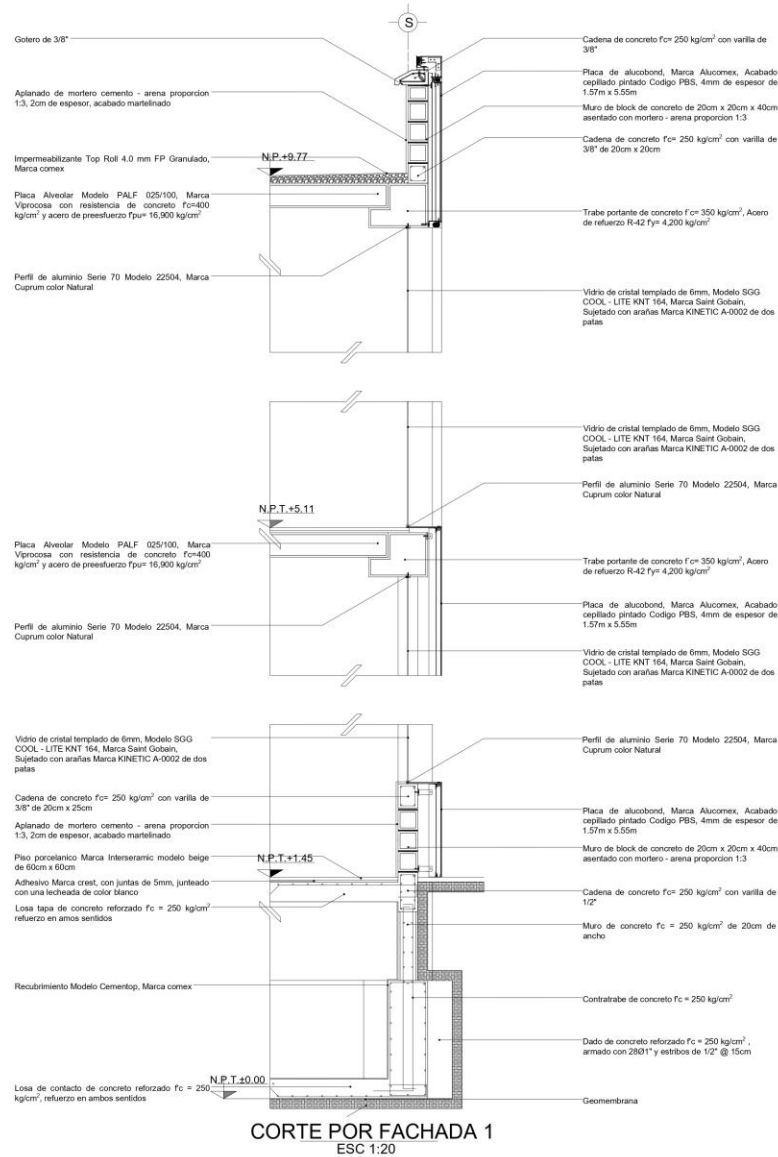 S
Gotero de 3/8"
Aplanado de mortero cemento - arena proporcion
1:3, 2cm de espesor, acabado martelinado
Impermeabilizante Top Roll 4.0 mm FP Granulado,
Marca comex
N.P.+9.77
Placa Alveolar Modelo PALF 025/100, Marca
Viprocosa con resistencia de concreto f'c=400
kg/cm² y acero de preesfuerzo f'pu= 16,900 kg/cm²
Perfil de aluminio Serie 70 Modelo 22504, Marca
Cuprum color Natural
Cadena de concreto f'c= 250 kg/cm² con varilla de
3/8"
Placa de alucobond, Marca Alucomex, Acabado
cepillado pintado Codigo PBS, 4mm de espesor de
1.57m x 5.55m
Muro de block de concreto de 20cm x 20cm x 40cm
asentado con mortero - arena proporcion 1:3
Cadena de concreto f'c= 250 kg/cm² con varilla de
3/8" de 20cm x 20cm
Trabe portante de concreto f'c= 350 kg/cm², Acero
de refuerzo R-42 f'y= 4,200 kg/cm²
Vidrio de cristal templado de 6mm, Modelo SGG
COOL - LITE KNT 164, Marca Saint Gobain,
Sujetado con arañas Marca KINETIC A-0002 de dos
patas
N.P.T.+5.11
Placa Alveolar Modelo PALF 025/100, Marca
Viprocosa con resistencia de concreto f'c=400
kg/cm² y acero de preesfuerzo f'pu= 16,900 kg/cm²
Perfil de aluminio Serie 70 Modelo 22504, Marca
Cuprum color Natural
Vidrio de cristal templado de 6mm, Modelo SGG
COOL - LITE KNT 164, Marca Saint Gobain,
Sujetado con arañas Marca KINETIC A-0002 de dos
patas
Perfil de aluminio Serie 70 Modelo 22504, Marca
Cuprum color Natural
Trabe portante de concreto f'c= 350 kg/cm², Acero
de refuerzo R-42 f'y= 4,200 kg/cm²
Placa de alucobond, Marca Alucomex, Acabado
cepillado pintado Codigo PBS, 4mm de espesor de
1.57m x 5.55m
Vidrio de cristal templado de 6mm, Modelo SGG
COOL - LITE KNT 164, Marca Saint Gobain,
Sujetado con arañas Marca KINETIC A-0002 de dos
patas
Vidrio de cristal templado de 6mm, Modelo SGG
COOL - LITE KNT 164, Marca Saint Gobain,
Sujetado con arañas Marca KINETIC A-0002 de dos
patas
Cadena de concreto f'c= 250 kg/cm² con varilla de
3/8" de 20cm x 25cm
Aplanado de mortero cemento - arena proporcion
1:3, 2cm de espesor, acabado martelinado
Piso porcelanico Marca Interseramic modelo beige
de 60cm x 60cm
N.P.T.+1.45
Adhesivo Marca crest, con juntas de 5mm, junteado
con una lecheada de color blanco
Losa tapa de concreto reforzado f'c = 250 kg/cm²
refuerzo en amos sentidos
Recubrimiento Modelo Cementop, Marca comex
N.P.T.±0.00
Losa de contacto de concreto reforzado f'c = 250
kg/cm², refuerzo en ambos sentidos
Perfil de aluminio Serie 70 Modelo 22504, Marca
Cuprum color Natural
Placa de alucobond, Marca Alucomex, Acabado
cepillado pintado Codigo PBS, 4mm de espesor de
1.57m x 5.55m
Muro de block de concreto de 20cm x 20cm x 40cm
asentado con mortero - arena proporcion 1:3
Cadena de concreto f'c= 250 kg/cm² con varilla de
1/2"
Muro de concreto f'c = 250 kg/cm² de 20cm de
ancho
Contratrabe de concreto f'c = 250 kg/cm²
Dado de concreto reforzado f'c = 250 kg/cm² ,
armado con 28Ø1" y estribos de 1/2" @ 15cm
Geomembrana
CORTE POR FACHADA 1
ESC 1:20